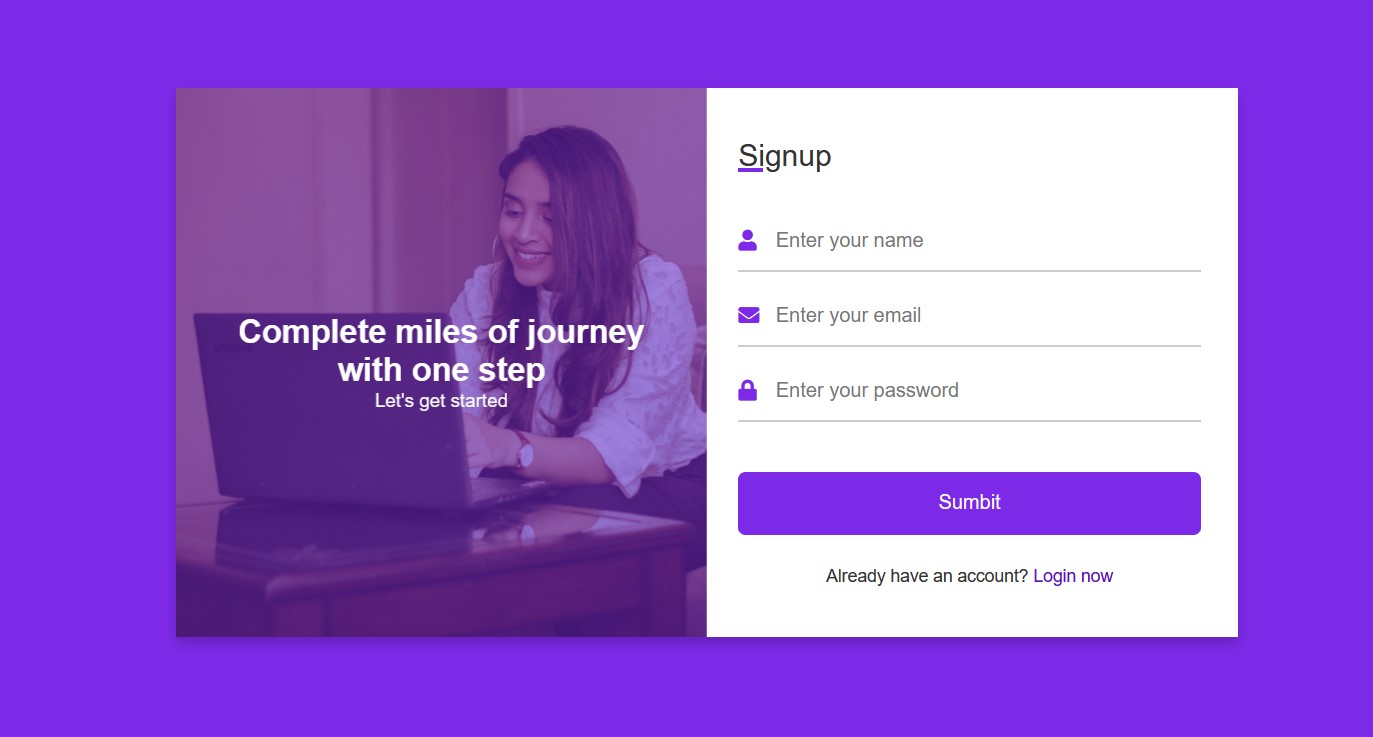 Complete miles of journey
with one step
Let's get started
Signup
Enter your name
Enter your email
Enter your password
Sumbit
Already have an account? Login now